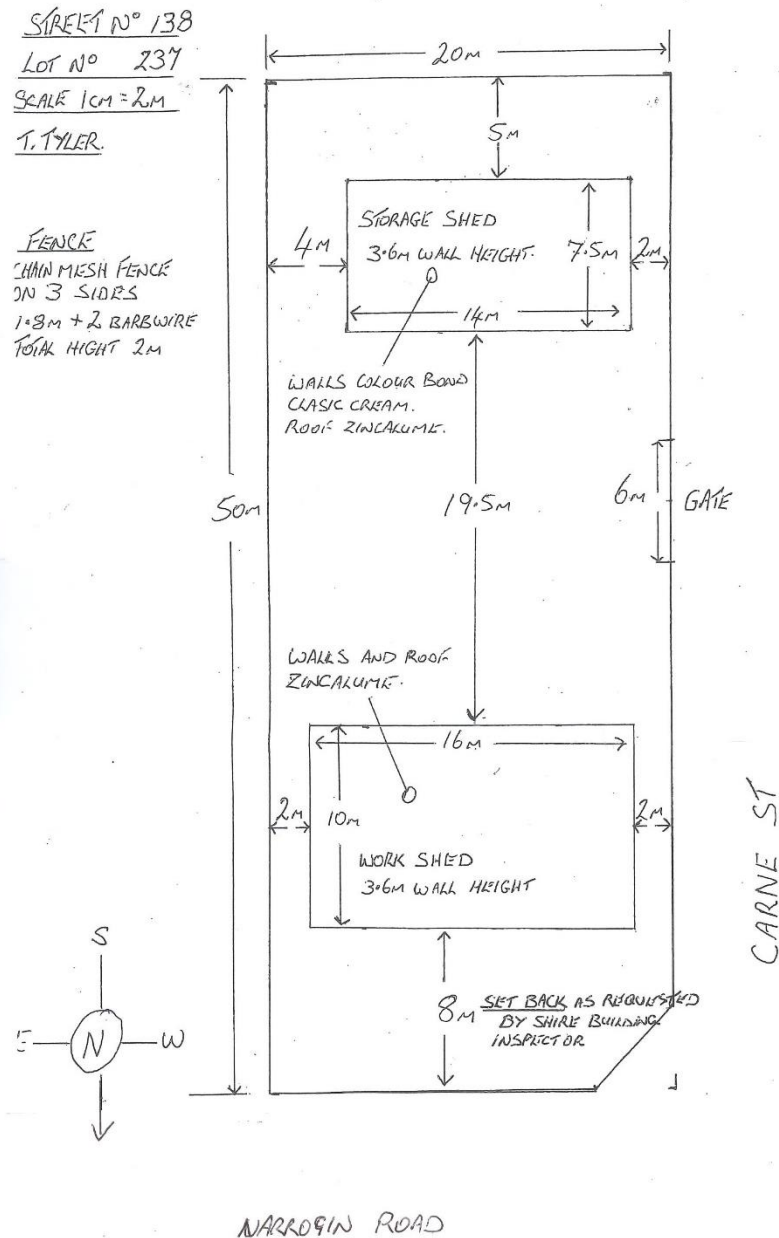 STREET Nº 138
LOT Nº 237
SCALE 1CM = 2M
T. TYLER.
FENCE
CHAIN MESH FENCE
ON 3 SIDES
1.8M + 2 BARBWIRE
TOTAL HIGHT 2M
20M
5M
STORAGE SHED
3.6M WALL HEIGHT.
4M
7.5M
2M
14M
WALLS COLOUR BOND
CLASIC CREAM.
ROOF ZINCALUME.
50M
19.5M
6M
GATE
WALLS AND ROOF
ZINCALUME.
16M
2M
10M
2M
WORK SHED
3.6M WALL HEIGHT
CARNE ST
8M
SET BACK AS REQUESTED
BY SHIRE BUILDING
INSPECTOR
S
E
N
W
NARROGIN ROAD